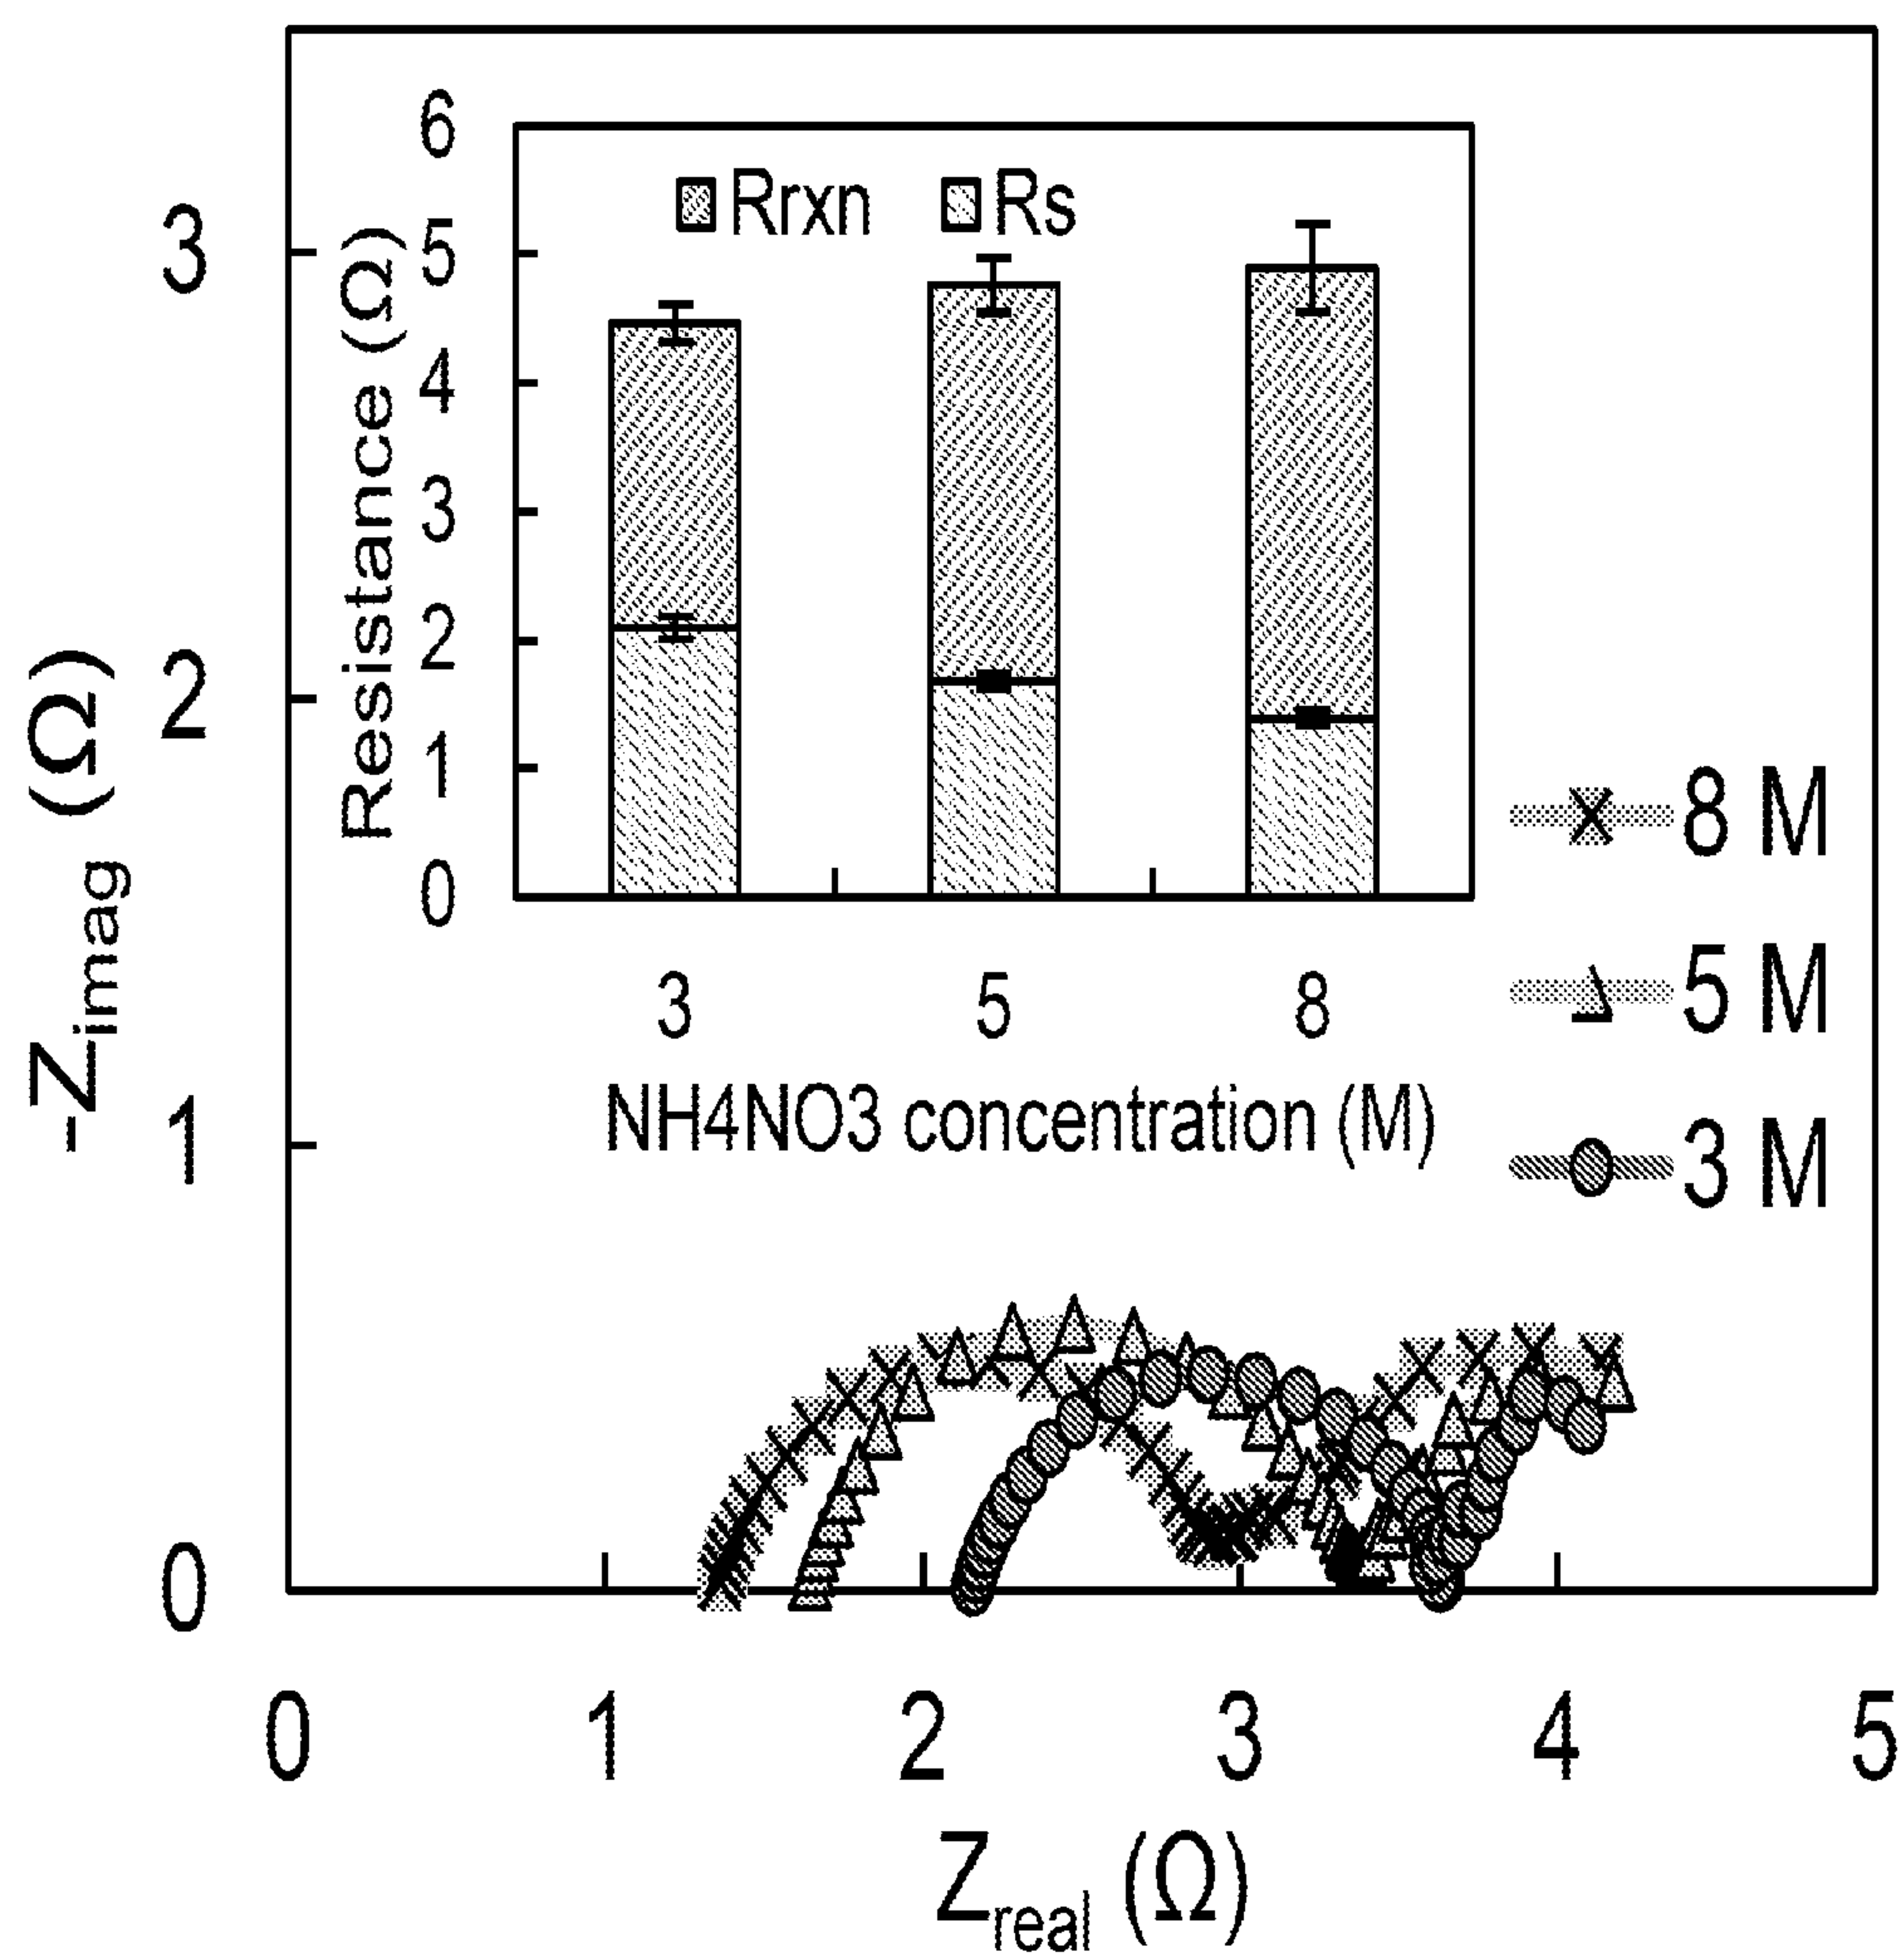 6
Rrxn Rs
5
4
3
2
1
0
Resistance (Ω)
3 5 8
NH4NO3 concentration (M)
3
2
1
0
-Zimag (Ω)
8 M
5 M
3 M
0 1 2 3 4 5
Zreal (Ω)